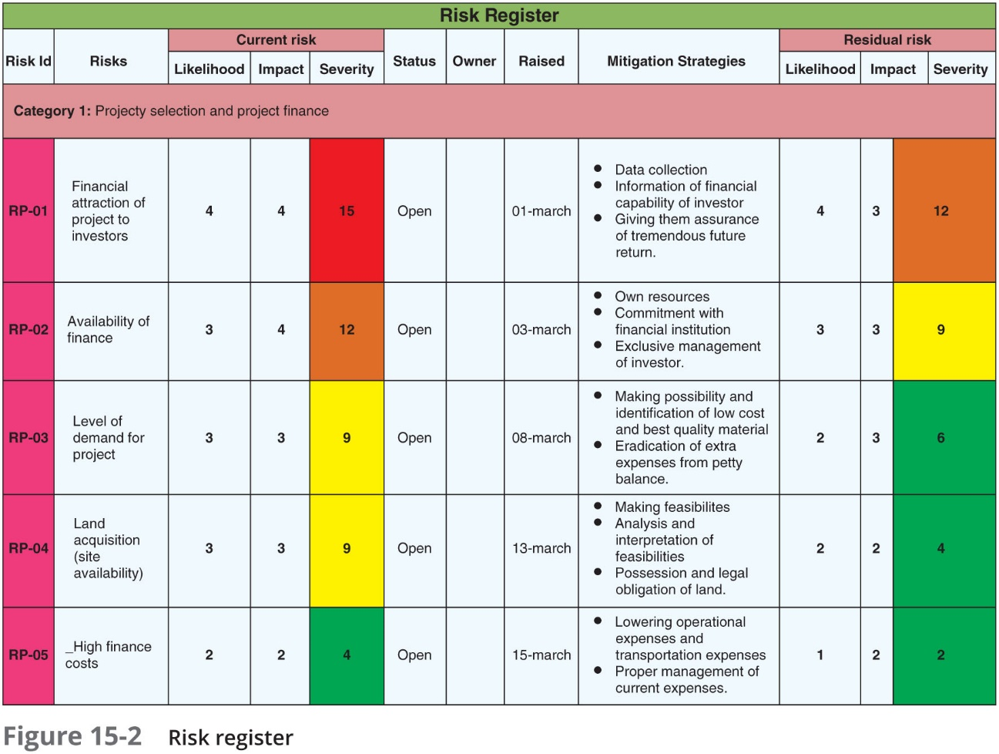 Risk Register
Risk Id
Risks
Current risk
Likelihood
Impact
Severity
Status
Owner
Raised
Mitigation Strategies
Residual risk
Likelihood
Impact
Severity
Category 1: Projecty selection and project finance
RP-01
Financial
attraction of
project to
investors
4
4
15
Open
01-march
● Data collection
● Information of financial
capability of investor
● Giving them assurance
of tremendous future
return.
4
3
12
RP-02
Availability of
finance
3
4
12
Open
03-march
● Own resources
● Commitment with
financial institution
● Exclusive management
of investor.
3
3
9
RP-03
Level of
demand for
project
3
3
9
Open
08-march
● Making possibility and
identification of low cost
and best quality material
● Eradication of extra
expenses from petty
balance.
2
3
6
RP-04
Land
acquisition
(site
availability)
3
3
9
Open
13-march
● Making feasibilites
● Analysis and
interpretation of
feasibilities
● Possession and legal
obligation of land.
2
2
4
RP-05
_High finance
costs
2
2
4
Open
15-march
● Lowering operational
expenses and
transportation expenses
● Proper management of
current expenses.
1
2
2
Figure 15-2 Risk register